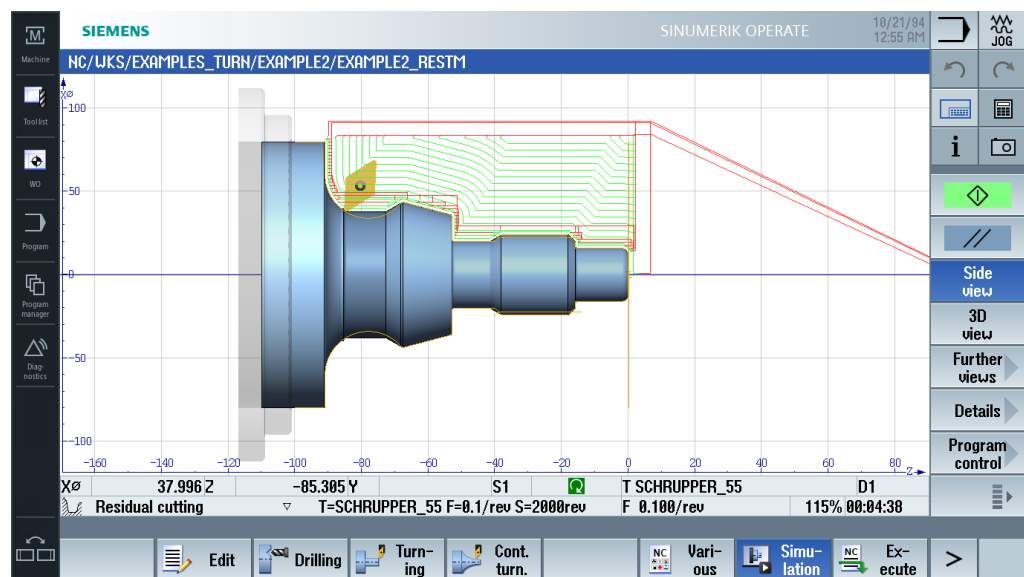 SIEMENS
SINUMERIK OPERATE
10/21/94
12:55 AM
JOG
M
Machine
Tool list
WO
Program
Program
manager
Diag-
nostics
NC/WKS/EXAMPLES_TURN/EXAMPLE2/EXAMPLE2_RESTM
XØ
100
50
0
-50
-100
-160 -140 -120 -100 -80 -60 -40 -20 0 20 40 60 80 Z
XØ 37.996 Z -85.305 Y S1 T SCHRUPPER_55 D1
Residual cutting T=SCHRUPPER_55 F=0.1/rev S=2000rev F 0.100/rev 115% 00:04:38
i
Side
view
3D
view
Further
views
Details
Program
control
Edit
Drilling
Turn-
ing
Cont.
turn.
NC
Vari-
ous
Simu-
lation
NC
Ex-
ecute
>